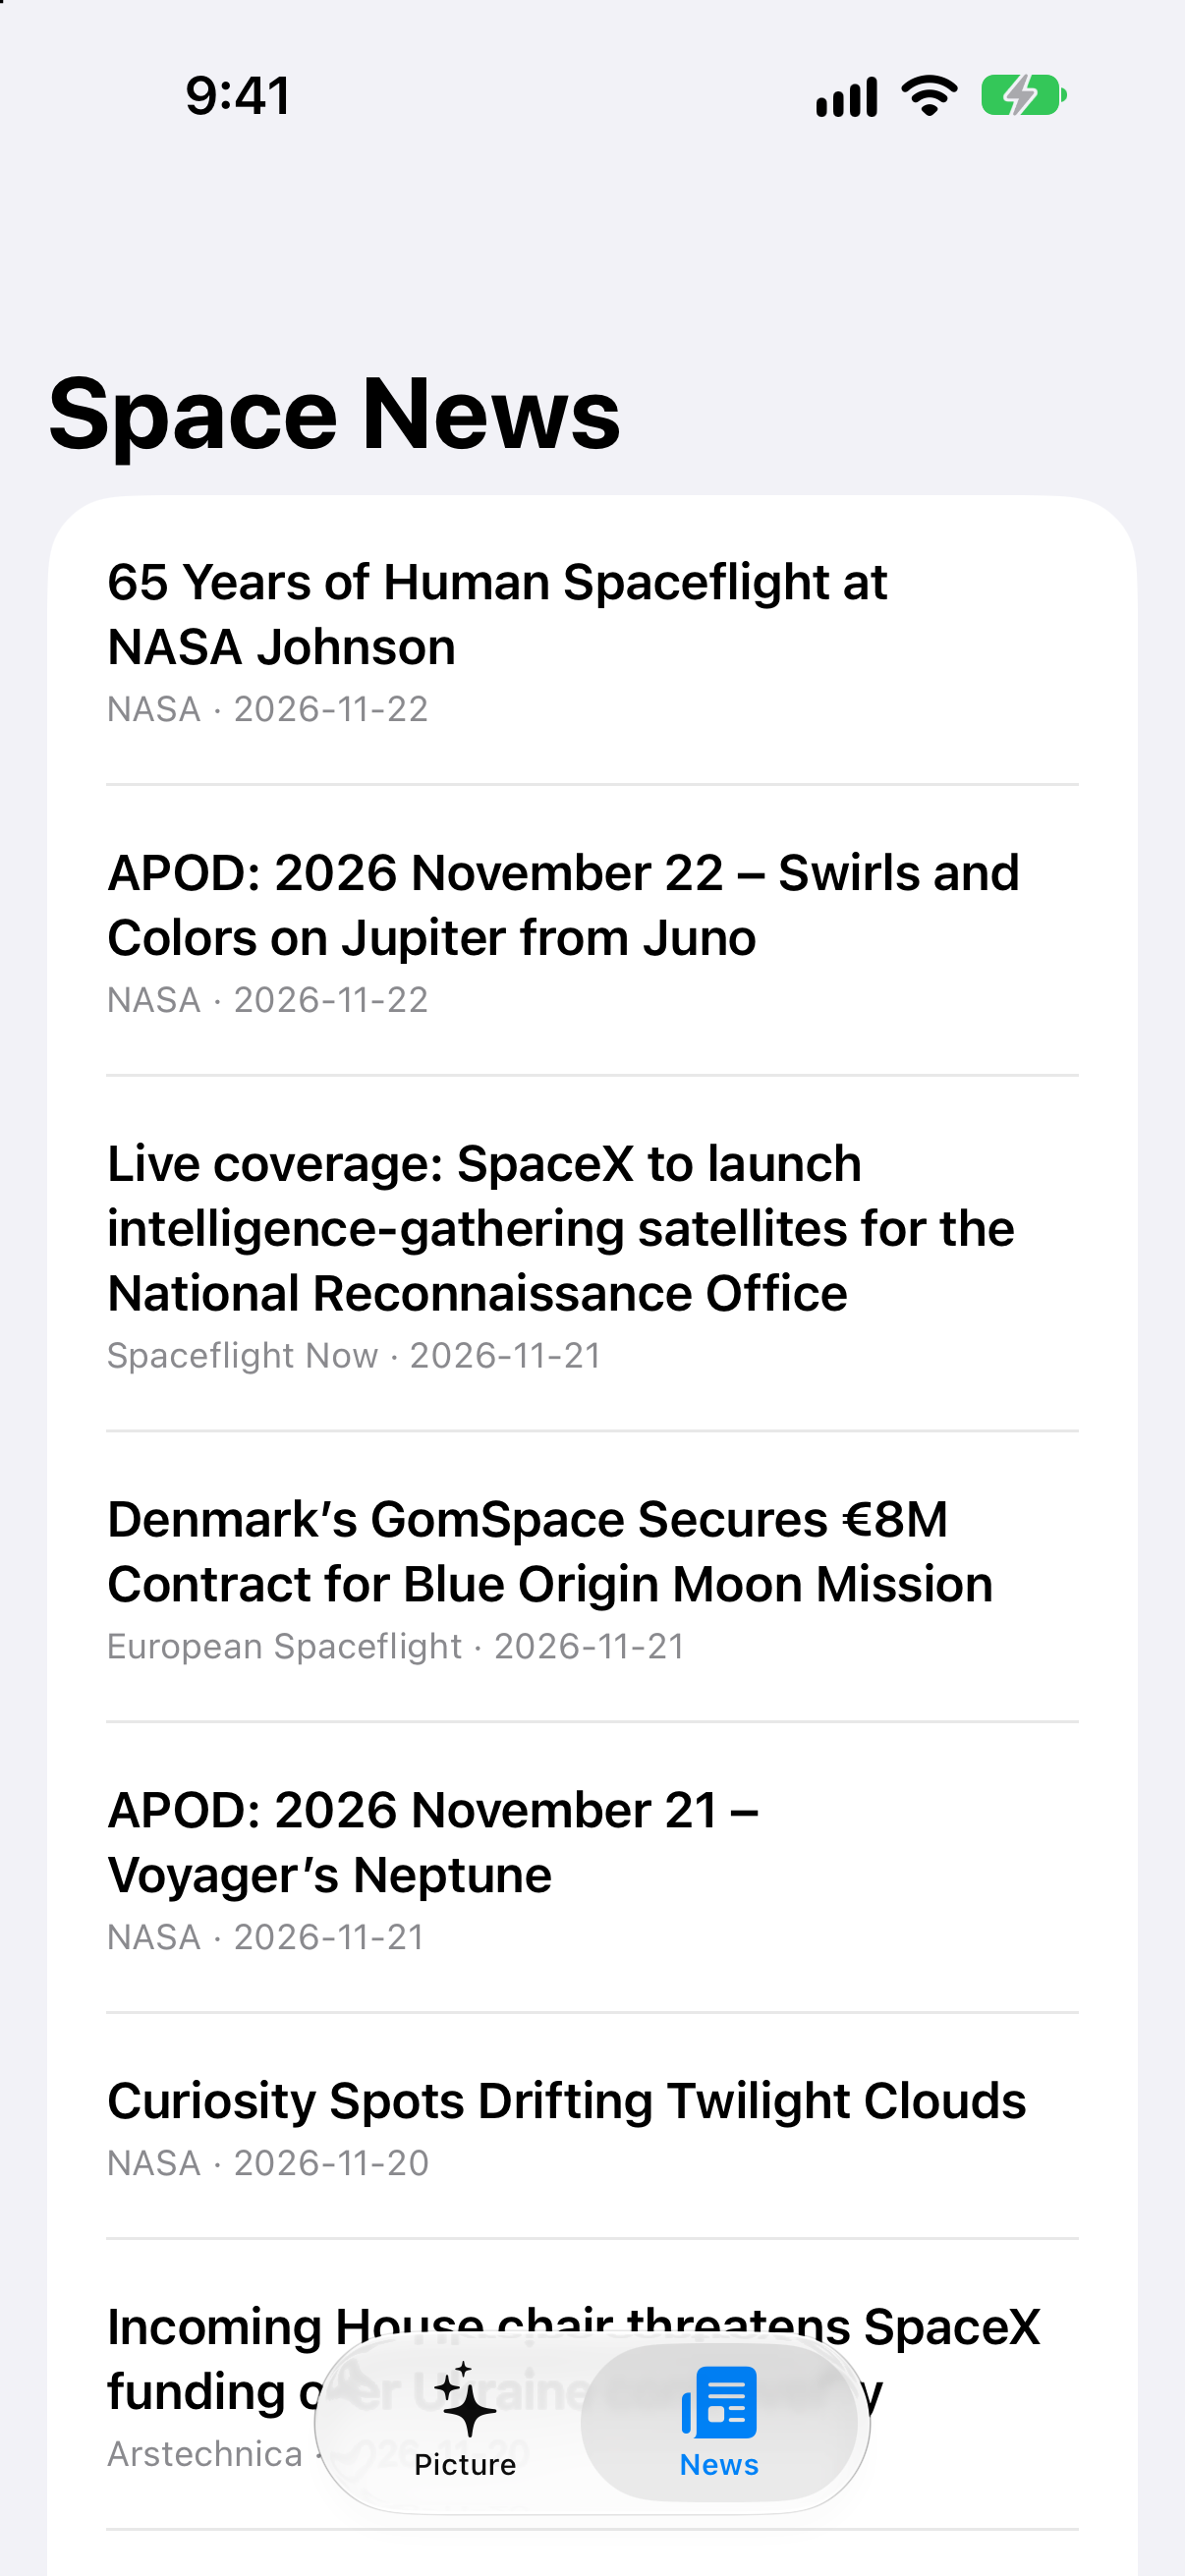 9:41
Space News
65 Years of Human Spaceflight at
NASA Johnson
NASA · 2026-11-22
APOD: 2026 November 22 – Swirls and
Colors on Jupiter from Juno
NASA · 2026-11-22
Live coverage: SpaceX to launch
intelligence-gathering satellites for the
National Reconnaissance Office
Spaceflight Now · 2026-11-21
Denmark’s GomSpace Secures €8M
Contract for Blue Origin Moon Mission
European Spaceflight · 2026-11-21
APOD: 2026 November 21 –
Voyager’s Neptune
NASA · 2026-11-21
Curiosity Spots Drifting Twilight Clouds
NASA · 2026-11-20
Incoming House chair threatens SpaceX
funding over Ukraine
Arstechnica ·
Picture
News